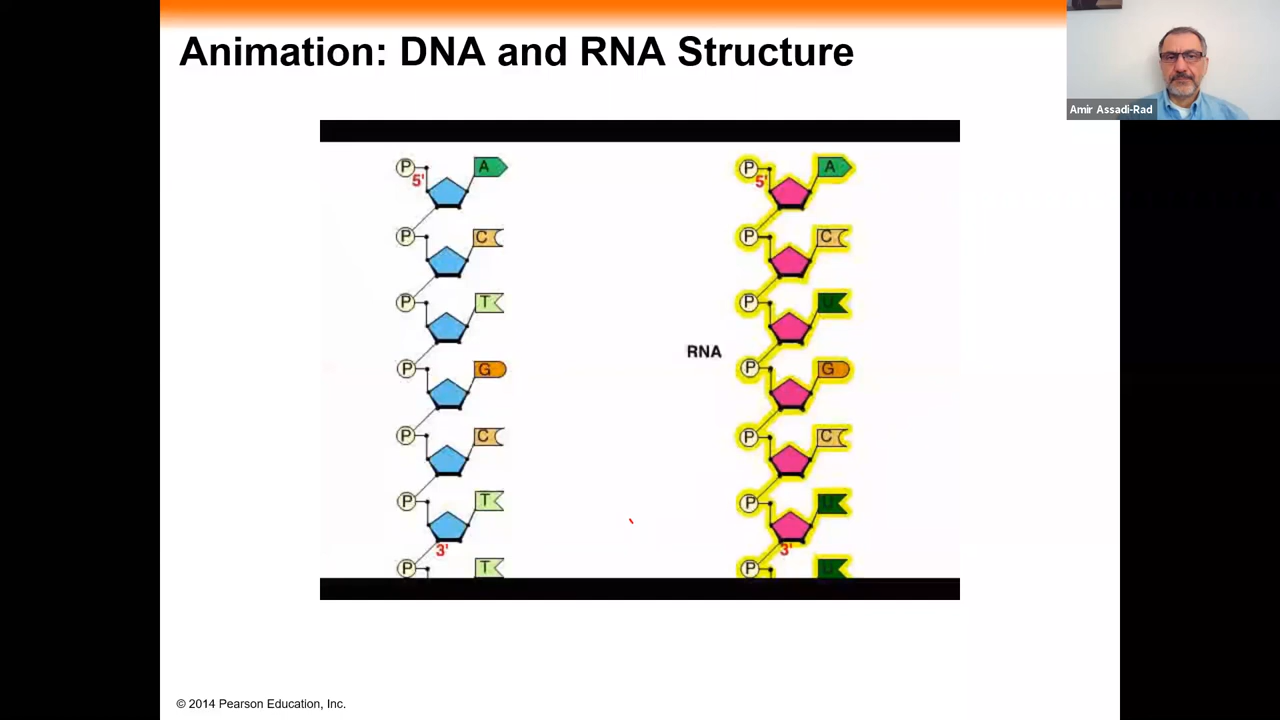 Animation: DNA and RNA Structure
Amir Assadi-Rad
P A P A
5' 5'
P C P C
P T P U
RNA
P G P G
P C P C
P T P U
3' 3'
P T P U
© 2014 Pearson Education, Inc.